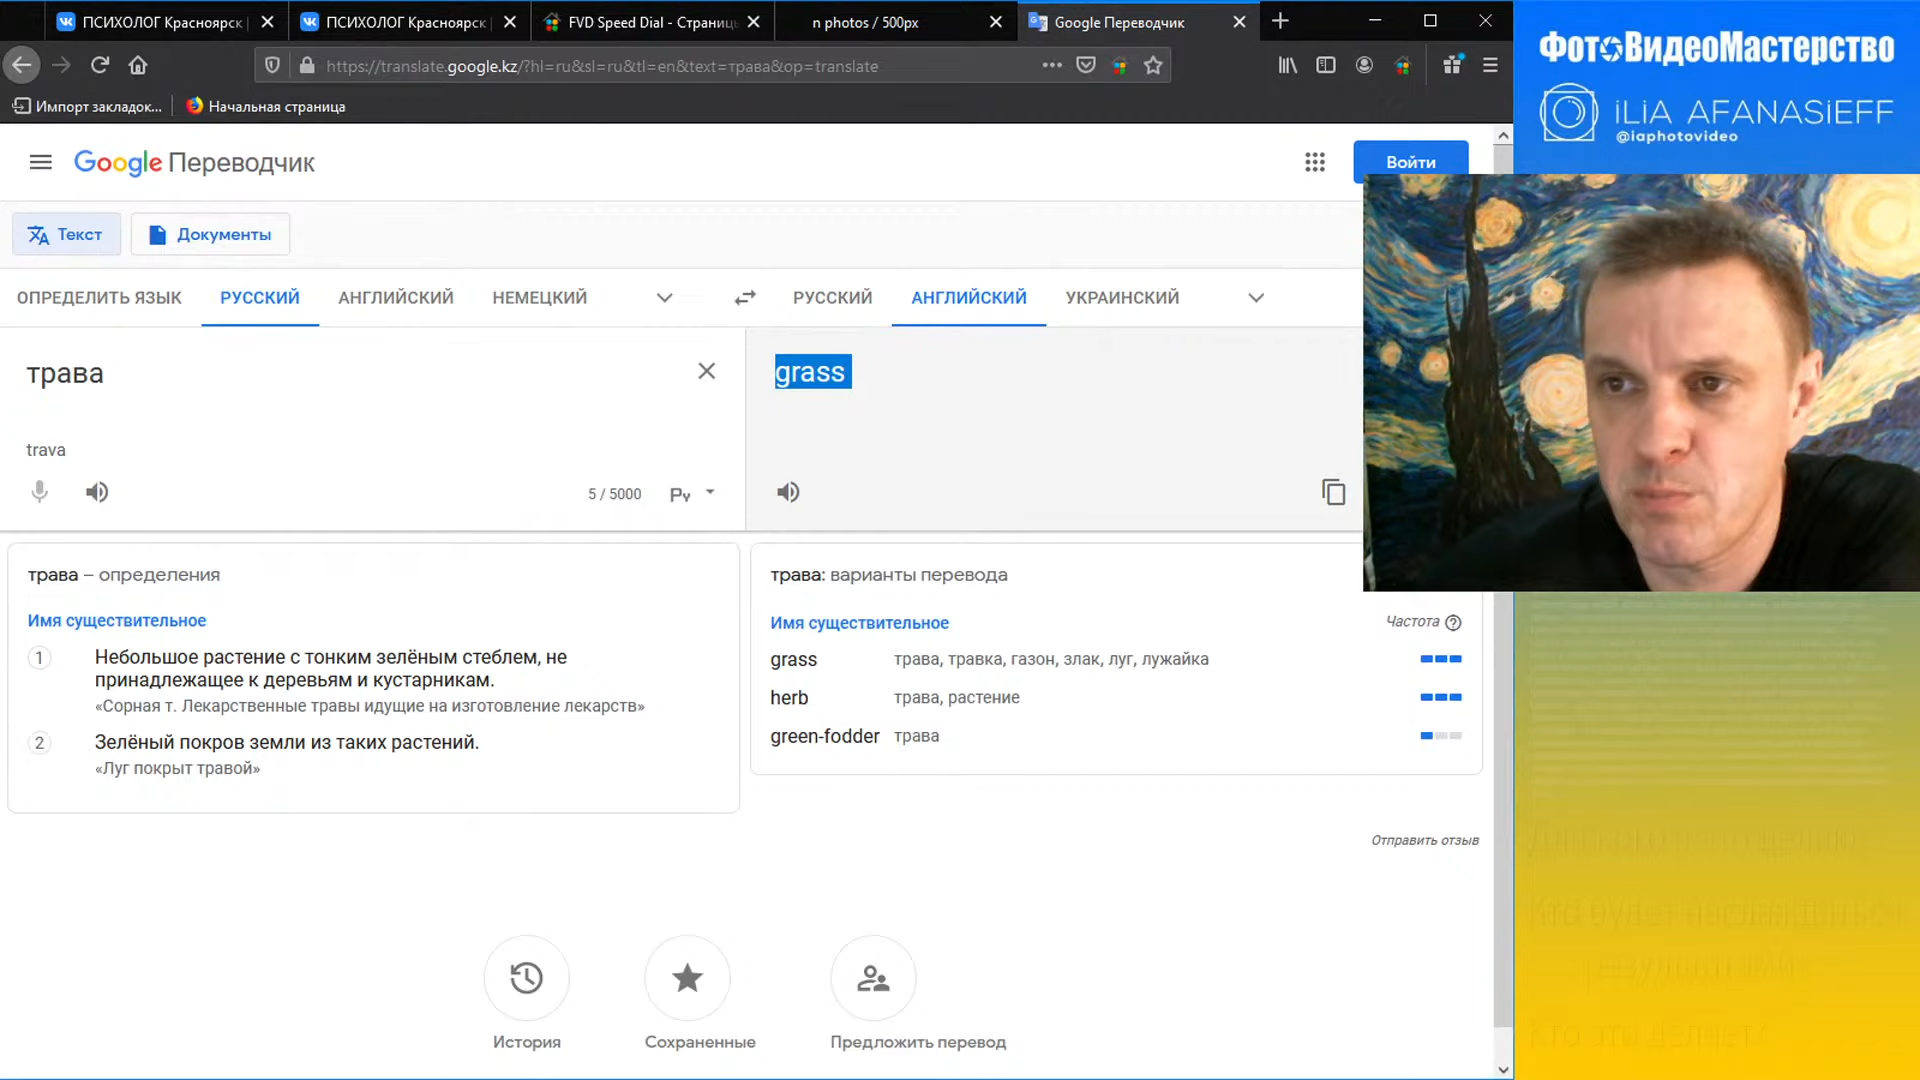 ПСИХОЛОГ Красноярск
ПСИХОЛОГ Красноярск
FVD Speed Dial - Страниц
n photos / 500px
Google Переводчик
ФотоВидеоМастерство
iLiA AFANASiEFF
@iaphotovideo
https://translate.google.kz/?hl=ru&sl=ru&tl=en&text=трава&op=translate
Импорт закладок...
Начальная страница
Google Переводчик
Войти
Текст
Документы
ОПРЕДЕЛИТЬ ЯЗЫК
РУССКИЙ
АНГЛИЙСКИЙ
НЕМЕЦКИЙ
РУССКИЙ
АНГЛИЙСКИЙ
УКРАИНСКИЙ
трава
grass
trava
5 / 5000
Ру
трава – определения
Имя существительное
1
Небольшое растение с тонким зелёным стеблем, не
принадлежащее к деревьям и кустарникам.
«Сорная т. Лекарственные травы идущие на изготовление лекарств»
2
Зелёный покров земли из таких растений.
«Луг покрыт травой»
трава: варианты перевода
Имя существительное
Частота
grass трава, травка, газон, злак, луг, лужайка
herb трава, растение
green-fodder трава
Отправить отзыв
История
Сохраненные
Предложить перевод